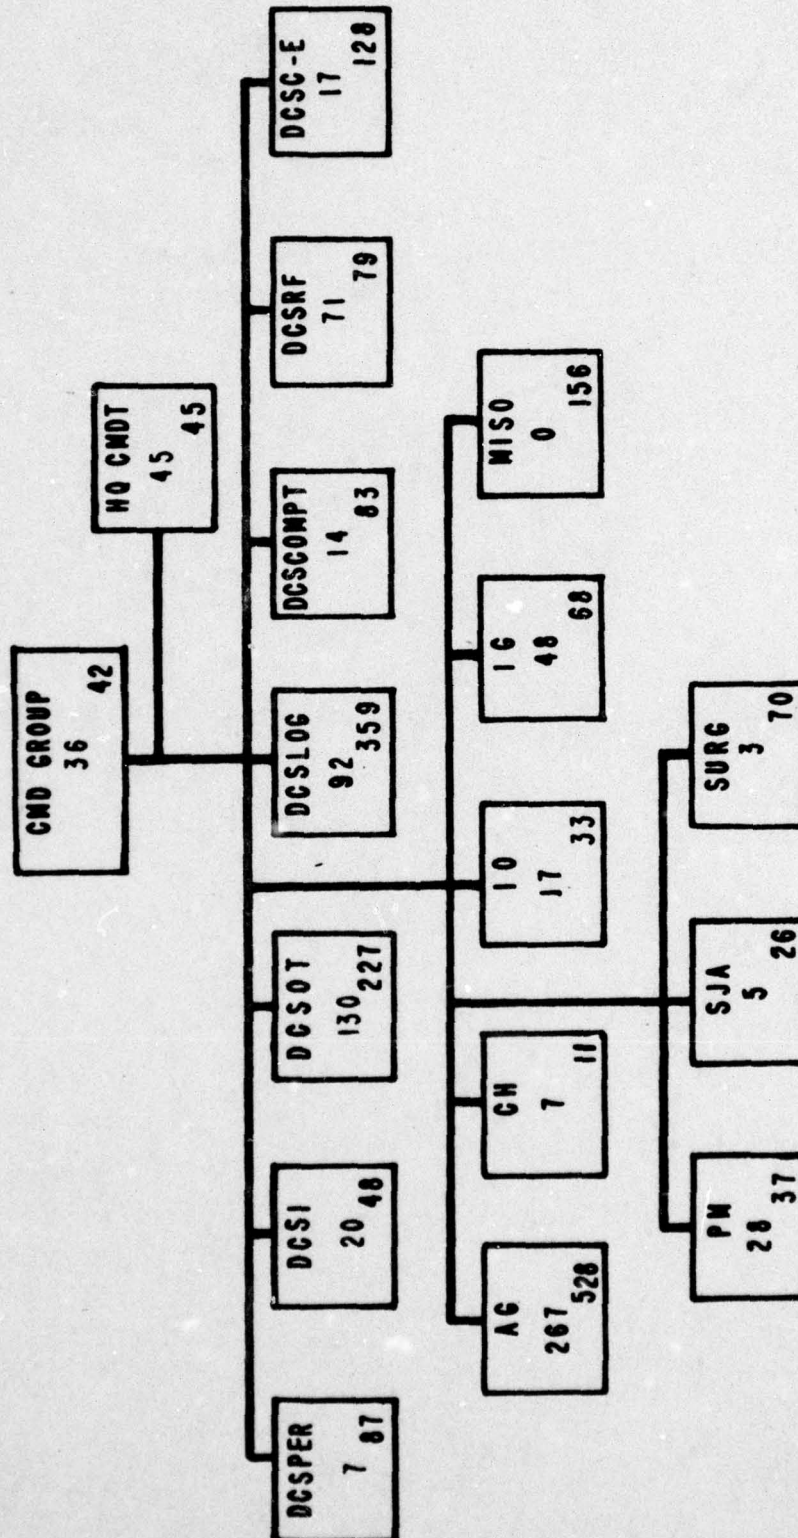 CMD GROUP
36
42
HQ CMDT
45
45
DCSPER
7
87
DCSI
20
48
DCSOT
130
227
DCSLOG
92
359
DCSCOMPT
14
83
DCSRF
71
79
DCSC-E
17
128
AG
267
528
CH
7
11
IO
17
33
IG
48
68
MISO
0
156
PM
28
37
SJA
5
26
SURG
3
70